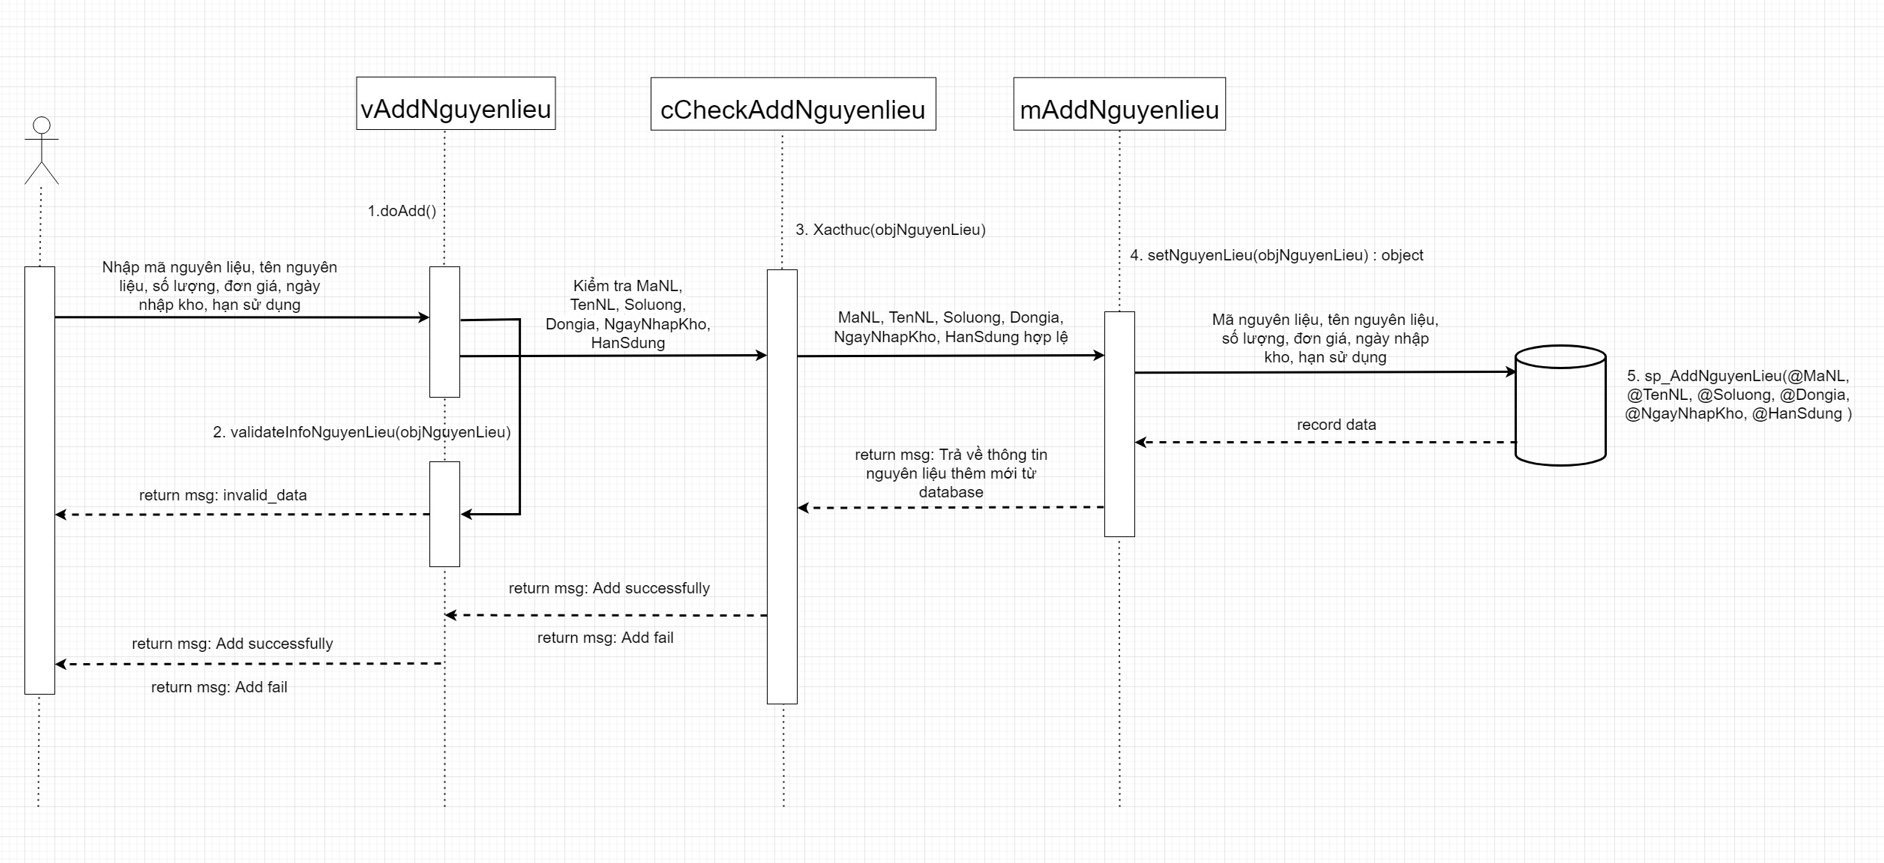 vAddNguyenlieu
cCheckAddNguyenlieu
mAddNguyenlieu
1.doAdd()
3. Xacthuc(objNguyenLieu)
4. setNguyenLieu(objNguyenLieu) : object
Nhập mã nguyên liệu, tên nguyên
liệu, số lượng, đơn giá, ngày
nhập kho, hạn sử dụng
Kiểm tra MaNL,
TenNL, Soluong,
Dongia, NgayNhapKho,
HanSdung
MaNL, TenNL, Soluong, Dongia,
NgayNhapKho, HanSdung hợp lệ
Mã nguyên liệu, tên nguyên liệu,
số lượng, đơn giá, ngày nhập
kho, hạn sử dụng
5. sp_AddNguyenLieu(@MaNL,
@TenNL, @Soluong, @Dongia,
@NgayNhapKho, @HanSdung )
2. validateInfoNguyenLieu(objNguyenLieu)
record data
return msg: Trả về thông tin
nguyên liệu thêm mới từ
database
return msg: invalid_data
return msg: Add successfully
return msg: Add fail
return msg: Add successfully
return msg: Add fail